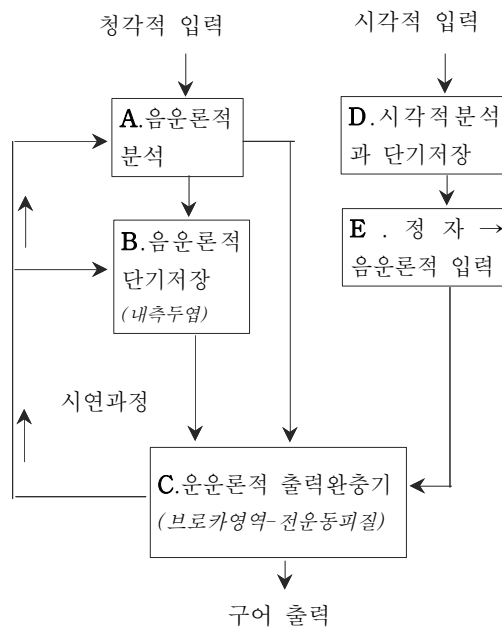 청각적 입력
시각적 입력
A.음운론적
분석
D.시각적분석
과 단기저장
B.음운론적
단기저장
(내측두엽)
E . 정 자 →
음운론적 입력
시연과정
C.운운론적 출력완충기
(브로카영역-전운동피질)
구어 출력